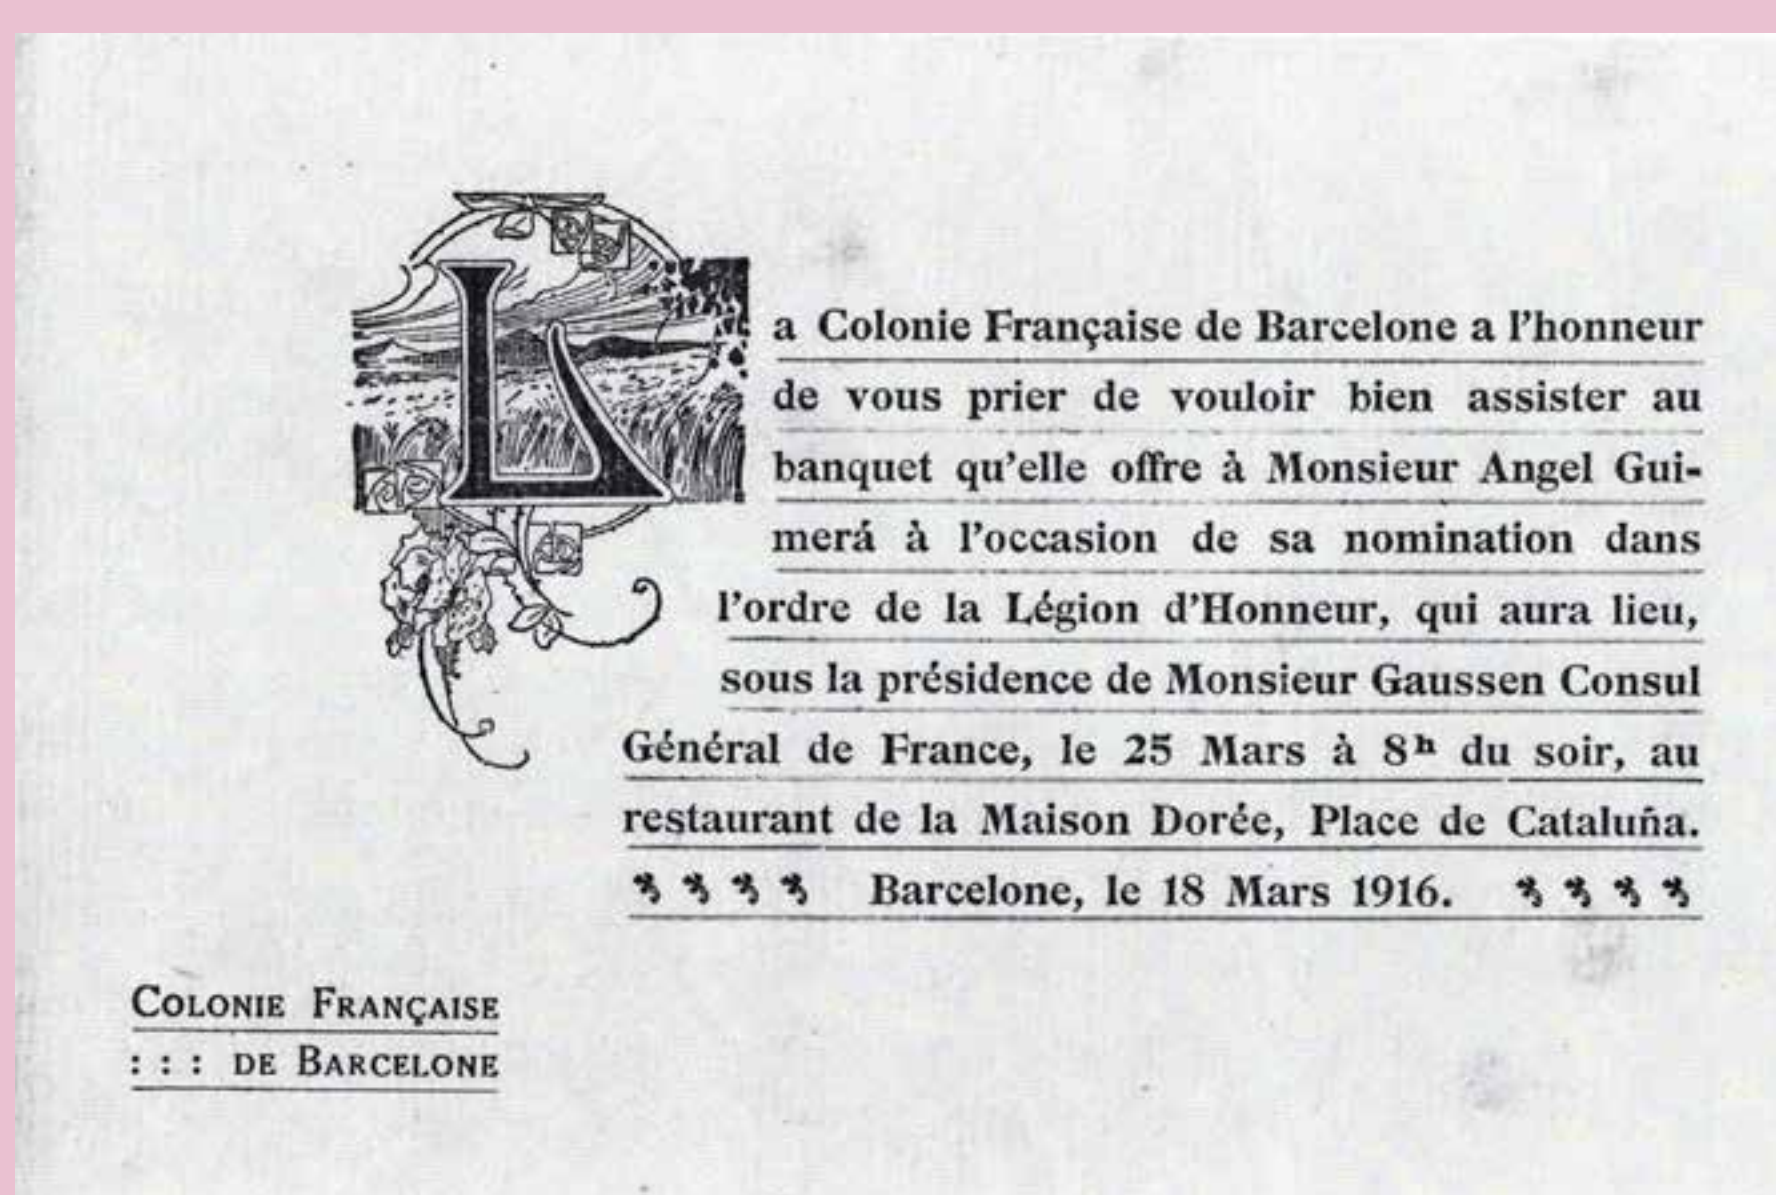 La Colonie Française de Barcelone a l'honneur
de vous prier de vouloir bien assister au
banquet qu'elle offre à Monsieur Angel Gui-
merá à l'occasion de sa nomination dans
l'ordre de la Légion d'Honneur, qui aura lieu,
sous la présidence de Monsieur Gaussen Consul
Général de France, le 25 Mars à 8ʰ du soir, au
restaurant de la Maison Dorée, Place de Cataluña.
Barcelone, le 18 Mars 1916.
COLONIE FRANÇAISE
: : : DE BARCELONE